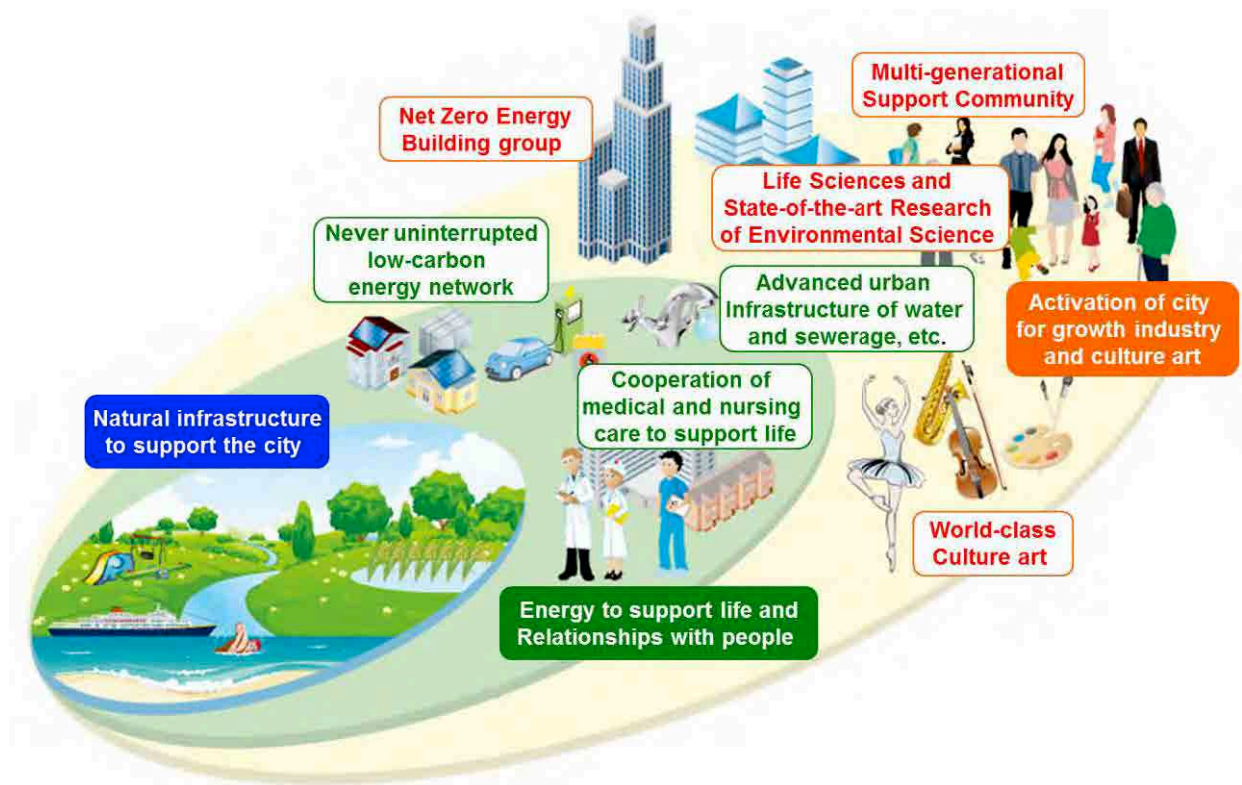 Multi-generational
Support Community
Net Zero Energy
Building group
Life Sciences and
State-of-the-art Research
of Environmental Science
Never uninterrupted
low-carbon
energy network
Advanced urban
Infrastructure of water
and sewerage, etc.
Activation of city
for growth industry
and culture art
Cooperation of
medical and nursing
care to support life
Natural infrastructure
to support the city
World-class
Culture art
Energy to support life and
Relationships with people